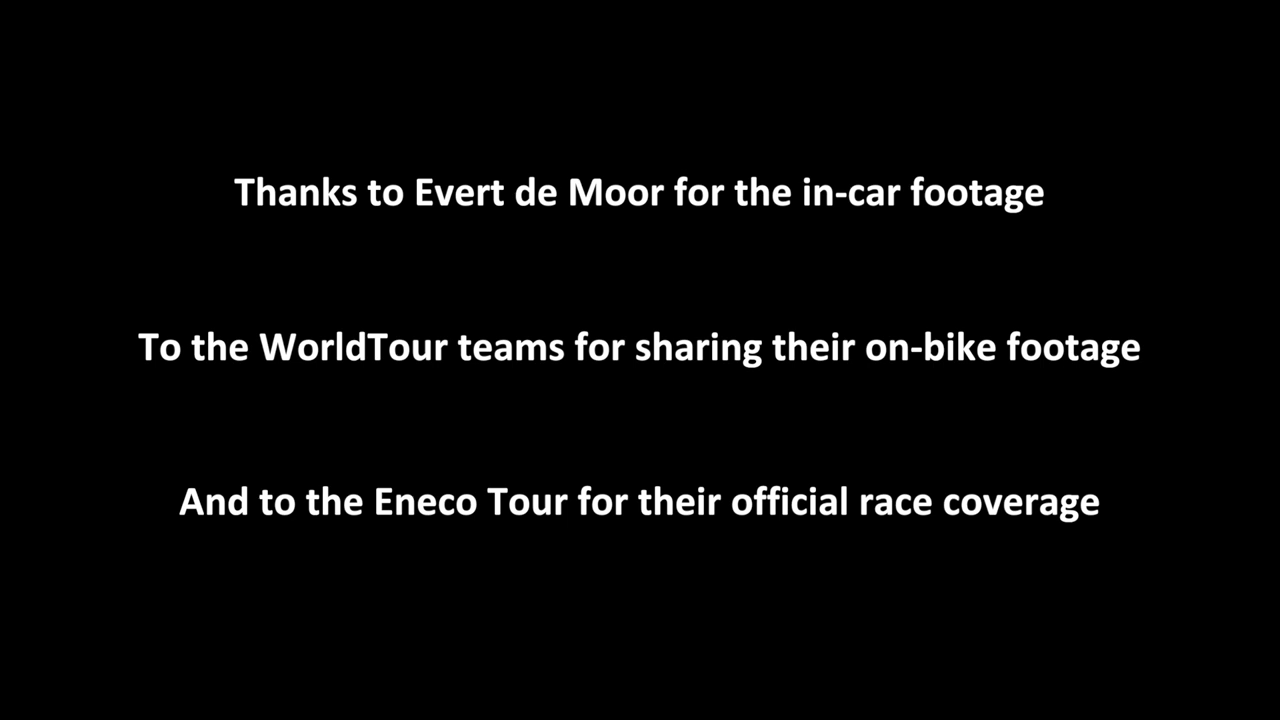 Thanks to Evert de Moor for the in-car footage
To the WorldTour teams for sharing their on-bike footage
And to the Eneco Tour for their official race coverage